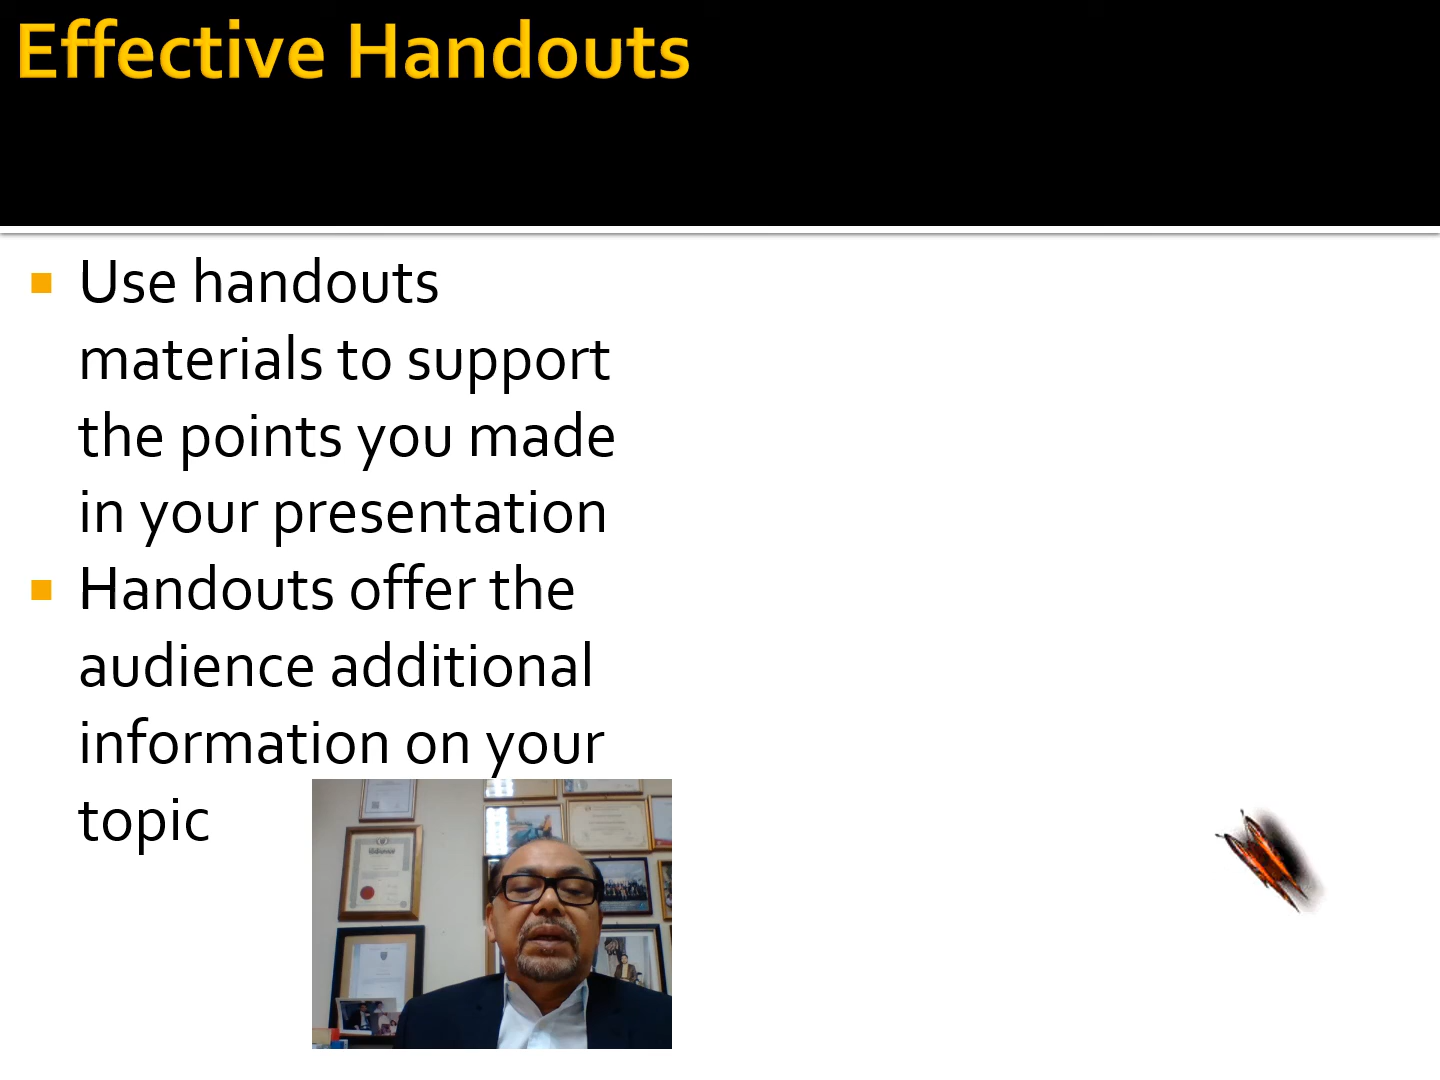 Effective Handouts
Use handouts
materials to support
the points you made
in your presentation
Handouts offer the
audience additional
information on your
topic